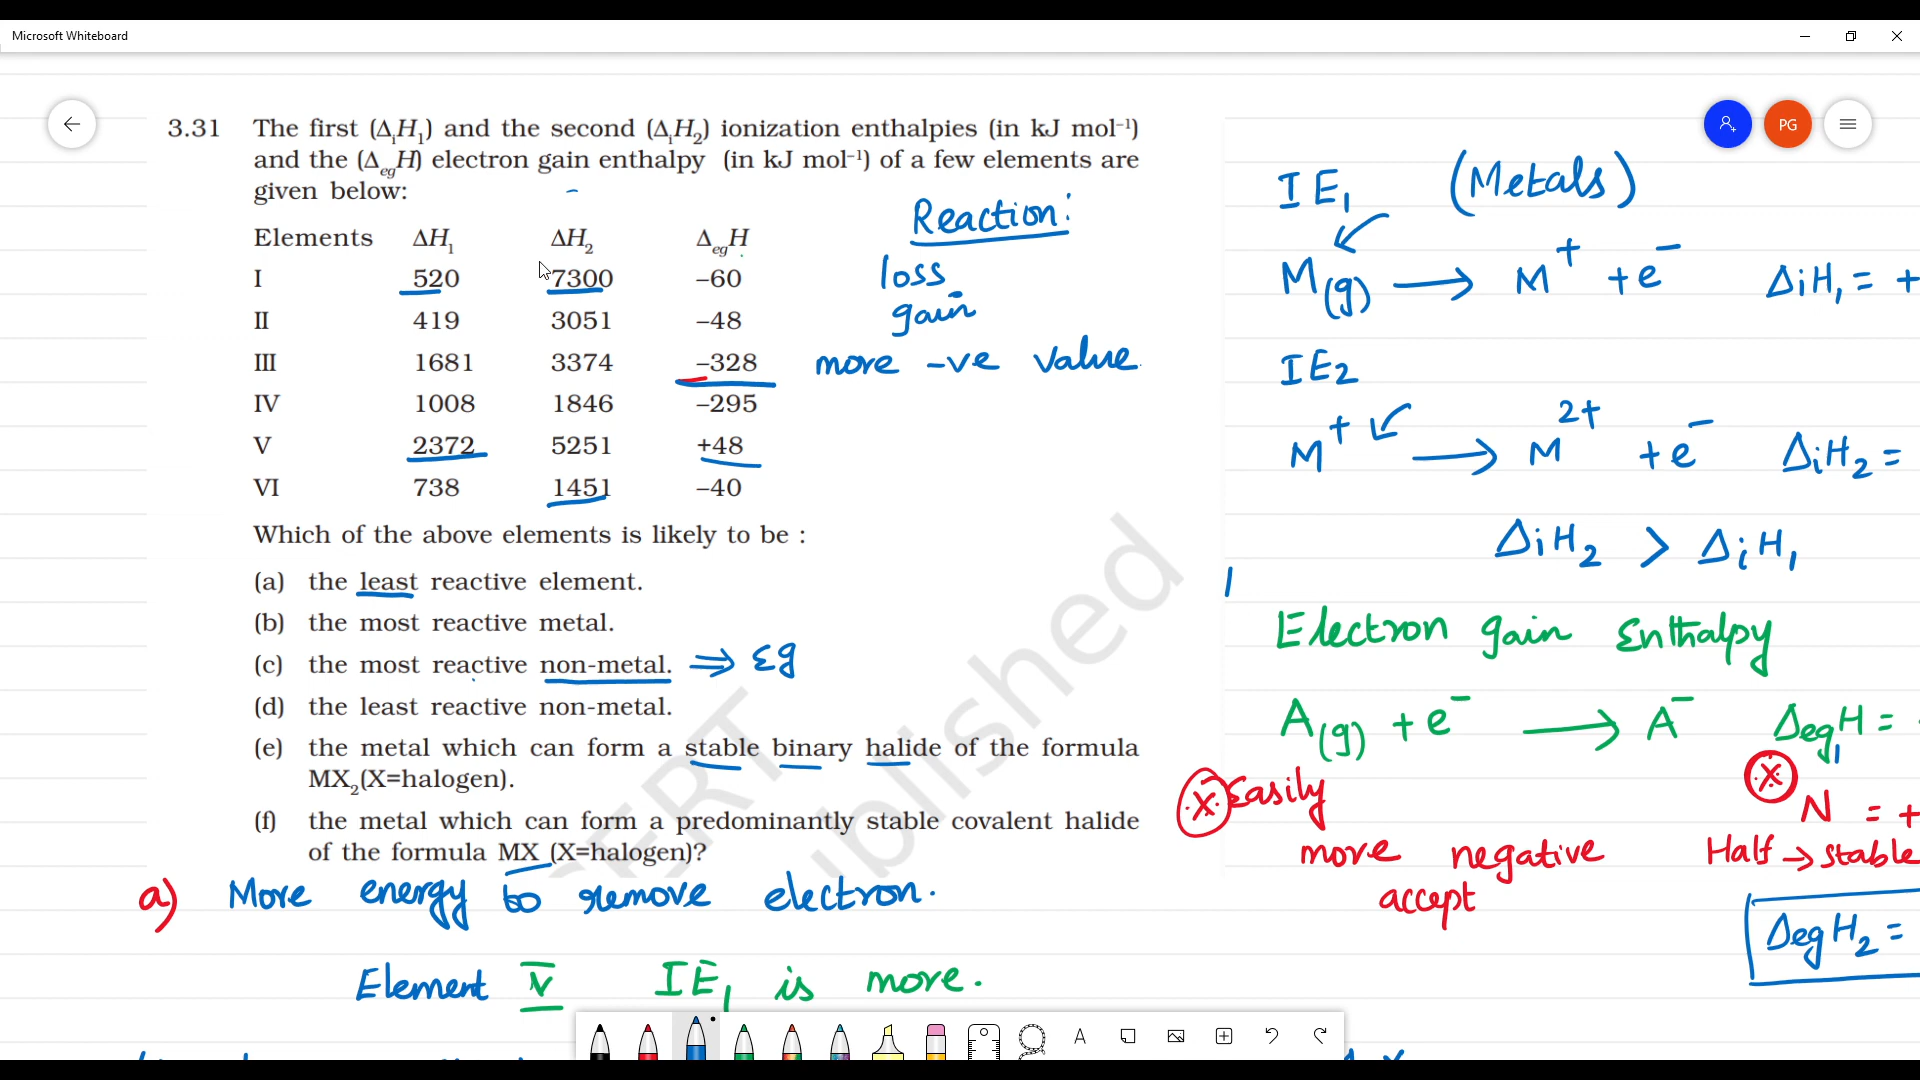 Microsoft Whiteboard
PG
3.31 The first (ΔᵢH₁) and the second (ΔᵢH₂) ionization enthalpies (in kJ mol⁻¹)
and the (Δ_egH) electron gain enthalpy (in kJ mol⁻¹) of a few elements are
given below:
Elements ΔH₁ ΔH₂ Δ_egH
I 520 7300 –60
II 419 3051 –48
III 1681 3374 –328
IV 1008 1846 –295
V 2372 5251 +48
VI 738 1451 –40
Reaction:
loss
gain
more -ve value.
Which of the above elements is likely to be :
(a) the least reactive element.
(b) the most reactive metal.
(c) the most reactive non-metal. ⇒ Eg
(d) the least reactive non-metal.
(e) the metal which can form a stable binary halide of the formula
MX₂(X=halogen).
(f) the metal which can form a predominantly stable covalent halide
of the formula MX (X=halogen)?
a) More energy to remove electron.
Element V IE₁ is more.
IE₁ (Metals)
M(g) → M⁺ + e⁻ ΔiH₁ = +
IE2
M⁺ → M²⁺ + e⁻ ΔiH₂ =
ΔiH₂ > ΔiH₁
Electron gain Enthalpy
A(g) + e⁻ → A⁻ ΔegH₁ =
X Easily
more negative
accept
X
N = +
Half → stable
ΔegH₂ =
A